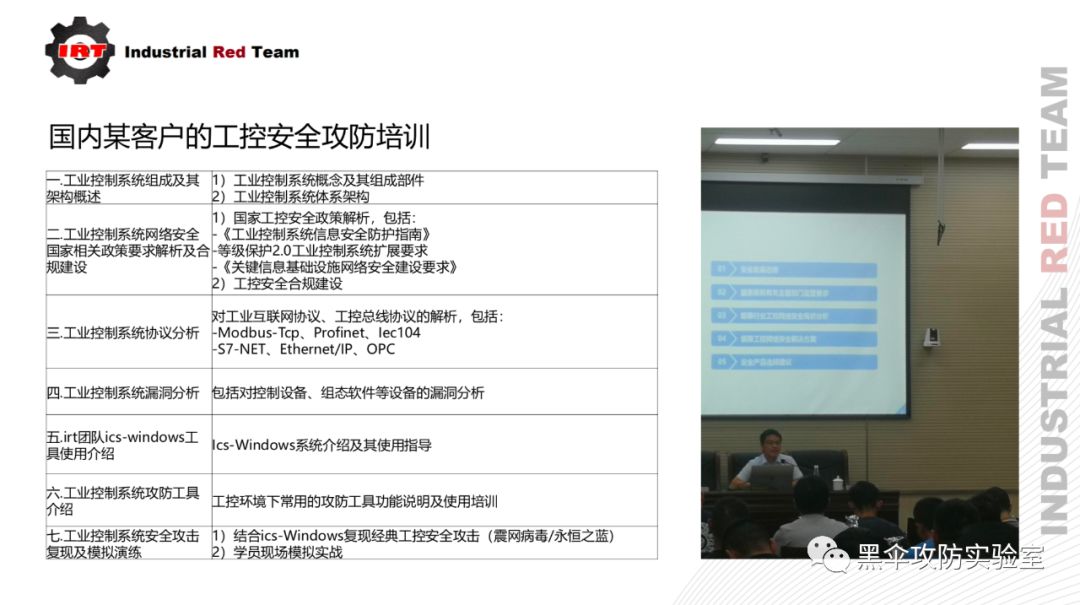 IRT Industrial Red Team
国内某客户的工控安全攻防培训
一.工业控制系统组成及其
架构概述
1）工业控制系统概念及其组成部件
2）工业控制系统体系架构
二.工业控制系统网络安全
国家相关政策要求解析及合
规建设
1）国家工控安全政策解析，包括：
-《工业控制系统信息安全防护指南》
-等级保护2.0工业控制系统扩展要求
-《关键信息基础设施网络安全建设要求》
2）工控安全合规建设
三.工业控制系统协议分析
对工业互联网协议、工控总线协议的解析，包括：
-Modbus-Tcp、Profinet、Iec104
-S7-NET、Ethernet/IP、OPC
四.工业控制系统漏洞分析
包括对控制设备、组态软件等设备的漏洞分析
五.irt团队ics-windows工
具使用介绍
Ics-Windows系统介绍及其使用指导
六.工业控制系统攻防工具
介绍
工控环境下常用的攻防工具功能说明及使用培训
七.工业控制系统安全攻击
复现及模拟演练
1）结合ics-Windows复现经典工控安全攻击（震网病毒/永恒之蓝）
2）学员现场模拟实战
01
02
03
04
05
INDUSTRIAL RED TEAM
黑伞攻防实验室